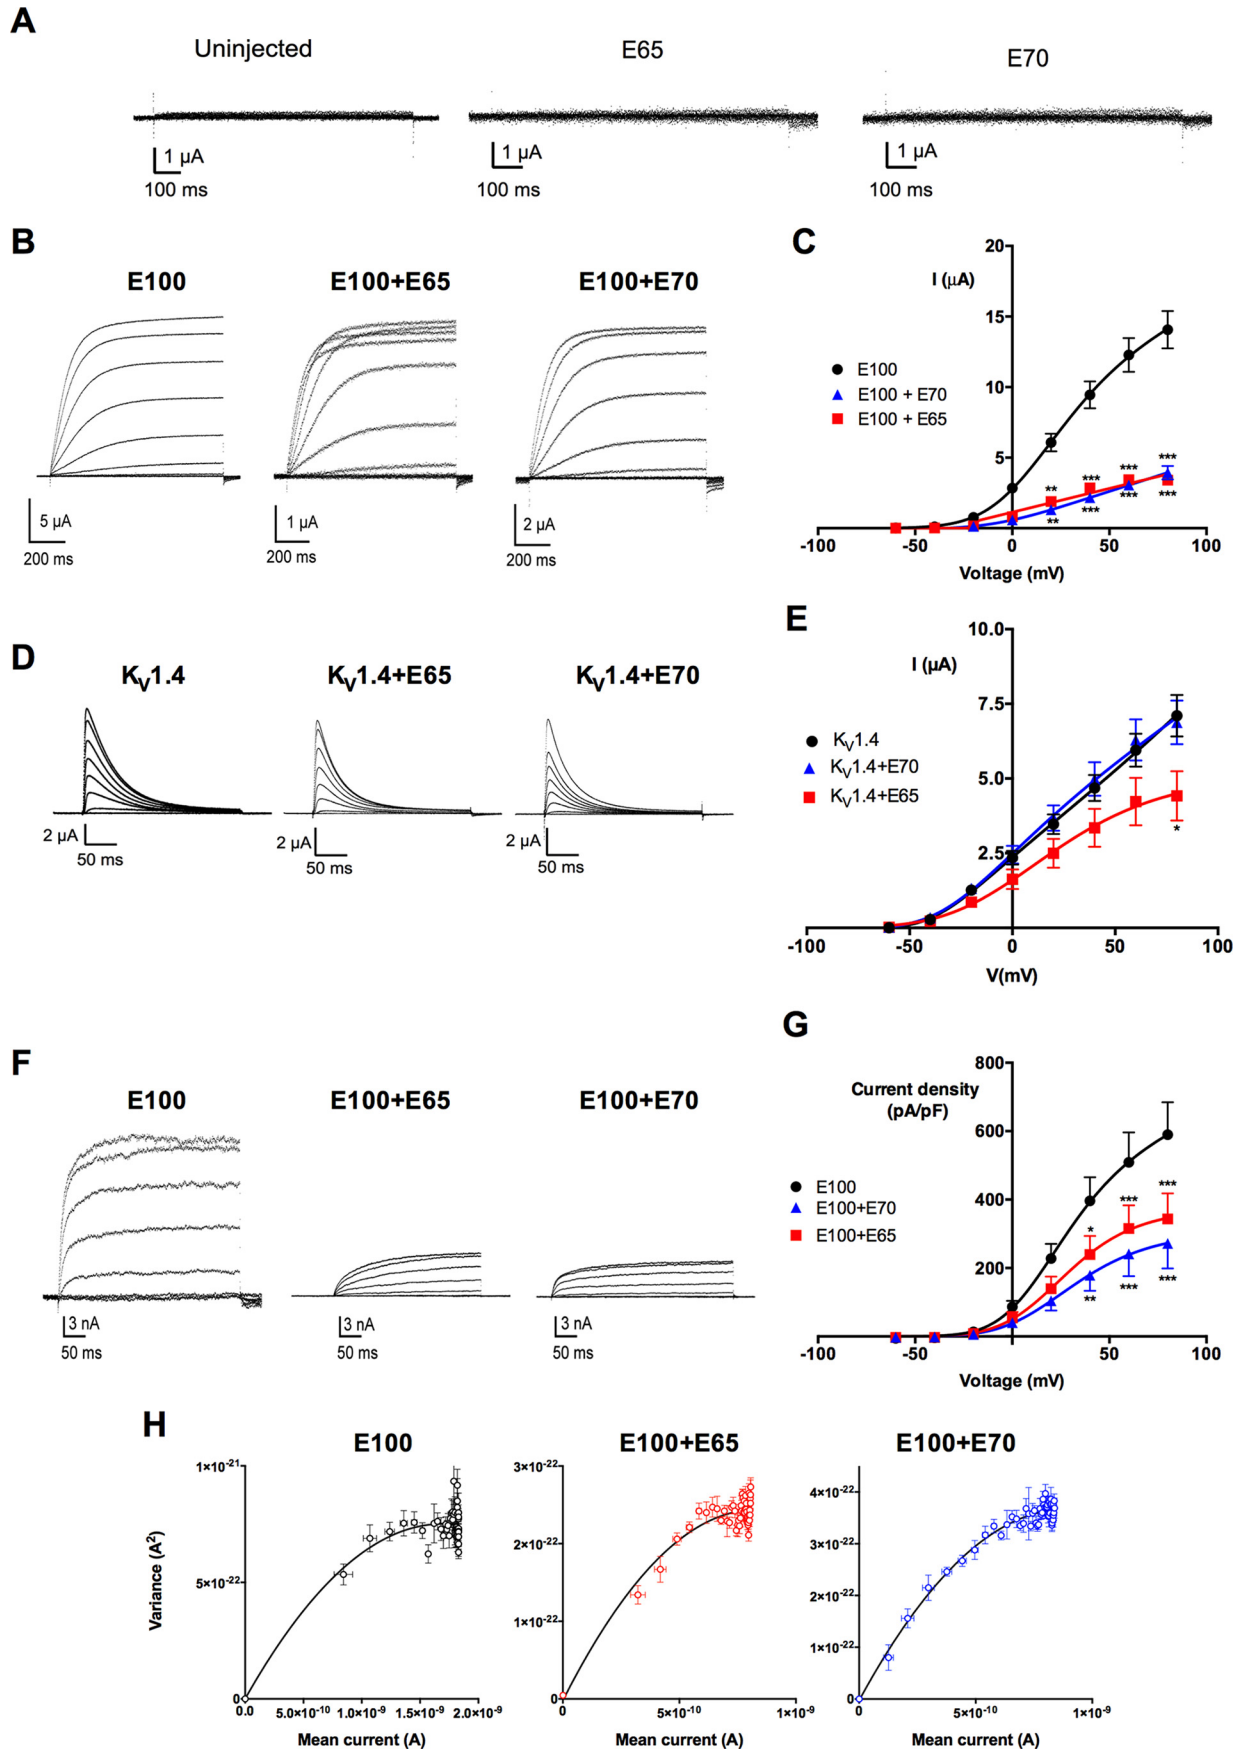 A
Uninjected
E65
E70
1 µA
100 ms
1 µA
100 ms
1 µA
100 ms
B
E100
E100+E65
E100+E70
5 µA
200 ms
1 µA
200 ms
2 µA
200 ms
C
20
15
10
5
I (µA)
E100
E100 + E70
E100 + E65
** *** *** ***
** *** *** ***
-100 -50 0 50 100
Voltage (mV)
D
KV1.4
KV1.4+E65
KV1.4+E70
2 µA
50 ms
2 µA
50 ms
2 µA
50 ms
E
10.0
7.5
5.0
2.5
I (µA)
KV1.4
KV1.4+E70
KV1.4+E65
*
-100 -50 0 50 100
V(mV)
F
E100
E100+E65
E100+E70
3 nA
50 ms
3 nA
50 ms
3 nA
50 ms
G
800
600
400
200
Current density
(pA/pF)
E100
E100+E70
E100+E65
* *** ***
** *** ***
-100 -50 0 50 100
Voltage (mV)
H
E100
E100+E65
E100+E70
Variance (A²)
1×10⁻²¹
5×10⁻²²
0
0 5.0×10⁻¹⁰ 1.0×10⁻⁹ 1.5×10⁻⁹ 2.0×10⁻⁹
Mean current (A)
3×10⁻²²
2×10⁻²²
1×10⁻²²
0
0 5×10⁻¹⁰ 1×10⁻⁹
Mean current (A)
4×10⁻²²
3×10⁻²²
2×10⁻²²
1×10⁻²²
0
0 5×10⁻¹⁰ 1×10⁻⁹
Mean current (A)